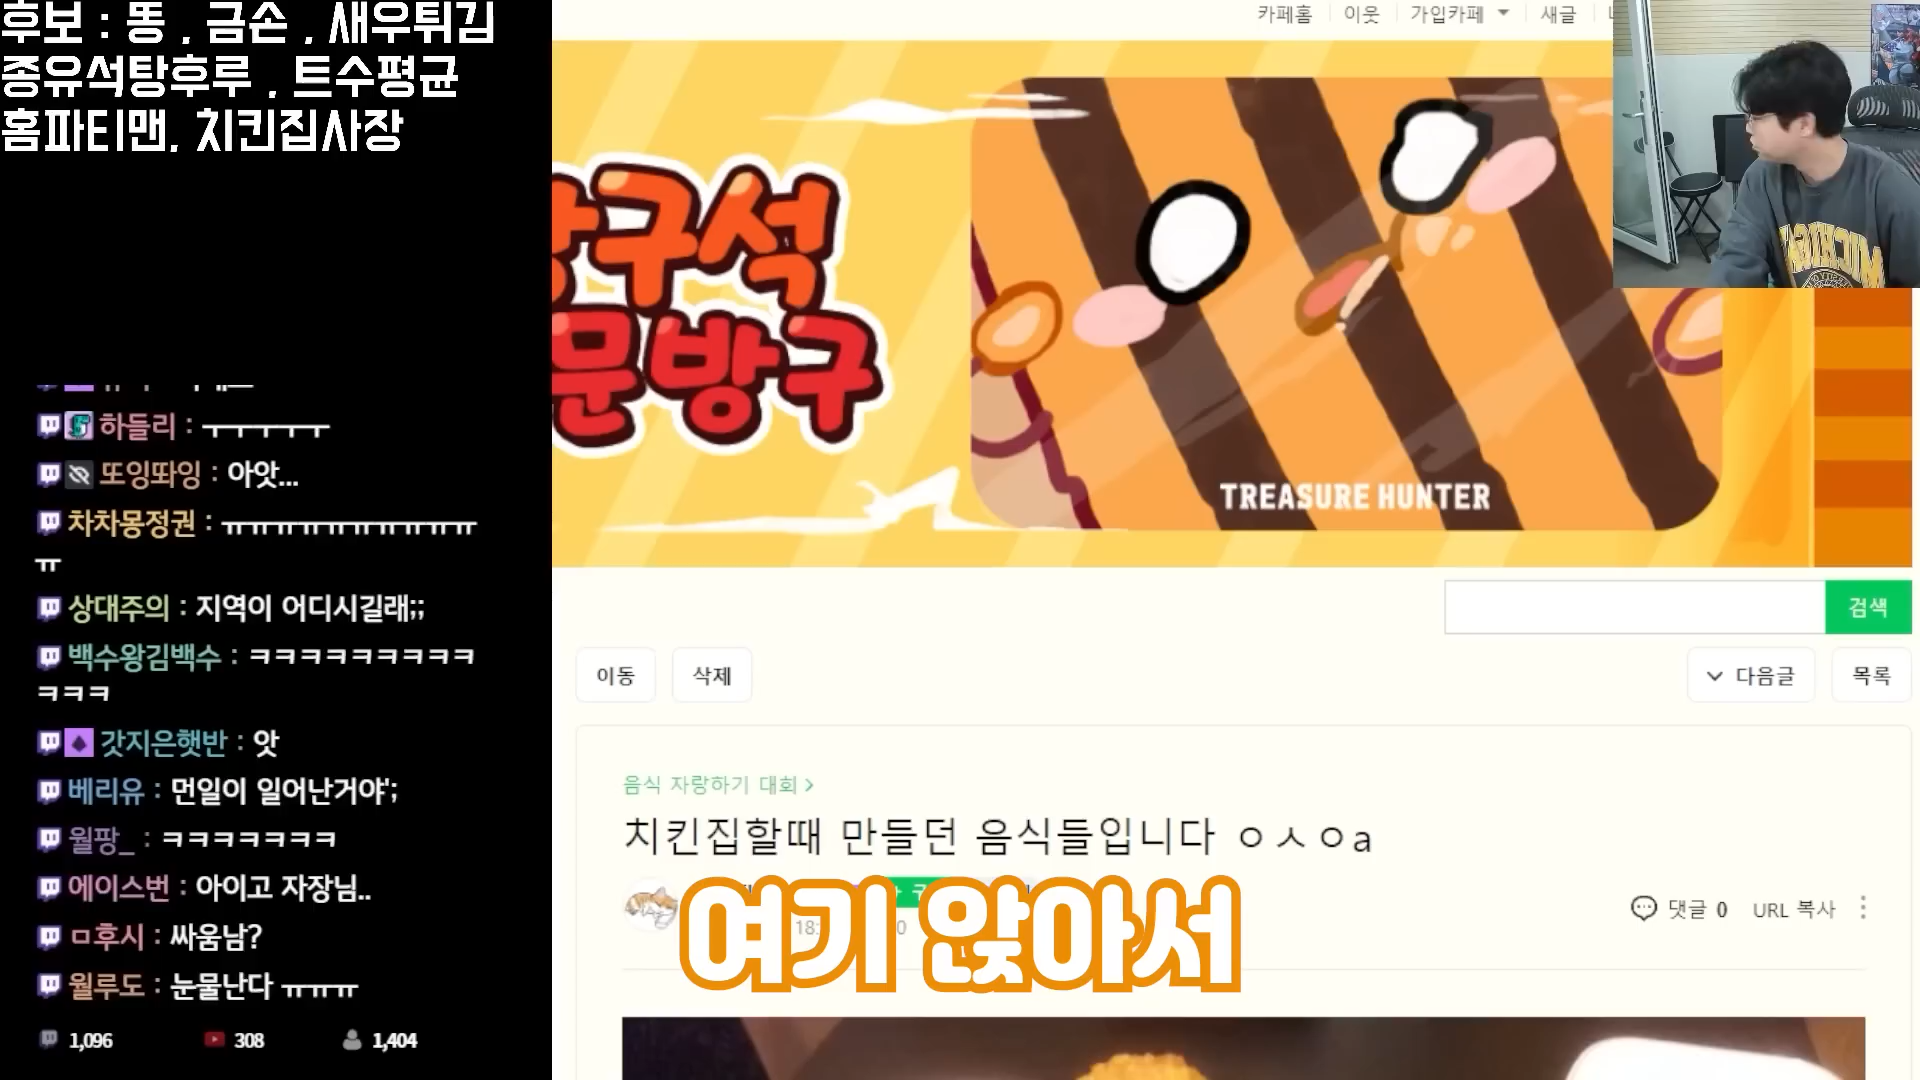 후보 : 똥 , 금손 , 새우튀김
종유석탕후루 , 트수평균
홈파티맨, 치킨집사장
하들리 : ㅜㅜㅜㅜㅜ
또잉똬잉 : 아앗...
차차몽정권 : ㅠㅠㅠㅠㅠㅠㅠㅠㅠㅠ
ㅠ
상대주의 : 지역이 어디시길래;;
백수왕김백수 : ㅋㅋㅋㅋㅋㅋㅋㅋㅋ
ㅋㅋㅋ
갓지은햇반 : 앗
베리유 : 먼일이 일어난거야';
월팡_ : ㅋㅋㅋㅋㅋㅋㅋ
에이스번 : 아이고 자장님..
ㅁ후시 : 싸움남?
월루도 : 눈물난다 ㅠㅠㅠ
1,096 308 1,404
카페홈 이웃 가입카페 새글
구석
문방구
TREASURE HUNTER
MICHIGAN
검색
이동 삭제 다음글 목록
음식 자랑하기 대회 >
치킨집할때 만들던 음식들입니다 ㅇㅅㅇa
댓글 0 URL 복사
여기 앉아서